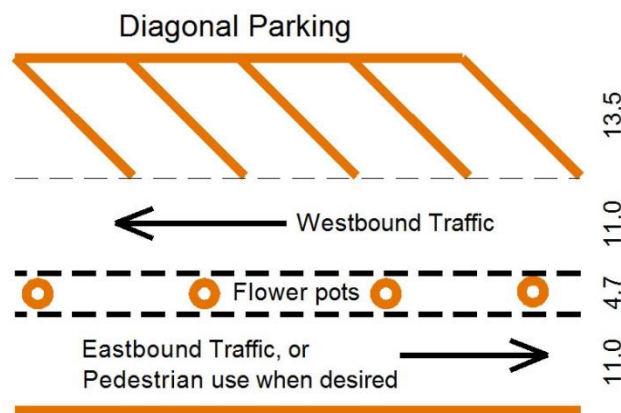 Diagonal Parking
13.5
Westbound Traffic
11.0
Flower pots
4.7
Eastbound Traffic, or
Pedestrian use when desired
11.0